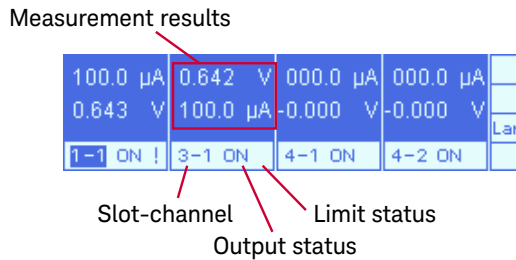 Measurement results
100.0 µA 0.642 V 000.0 µA 000.0 µA
0.643 V 100.0 µA -0.000 V -0.000 V
1-1 ON ! 3-1 ON 4-1 ON 4-2 ON
Slot-channel Limit status
Output status